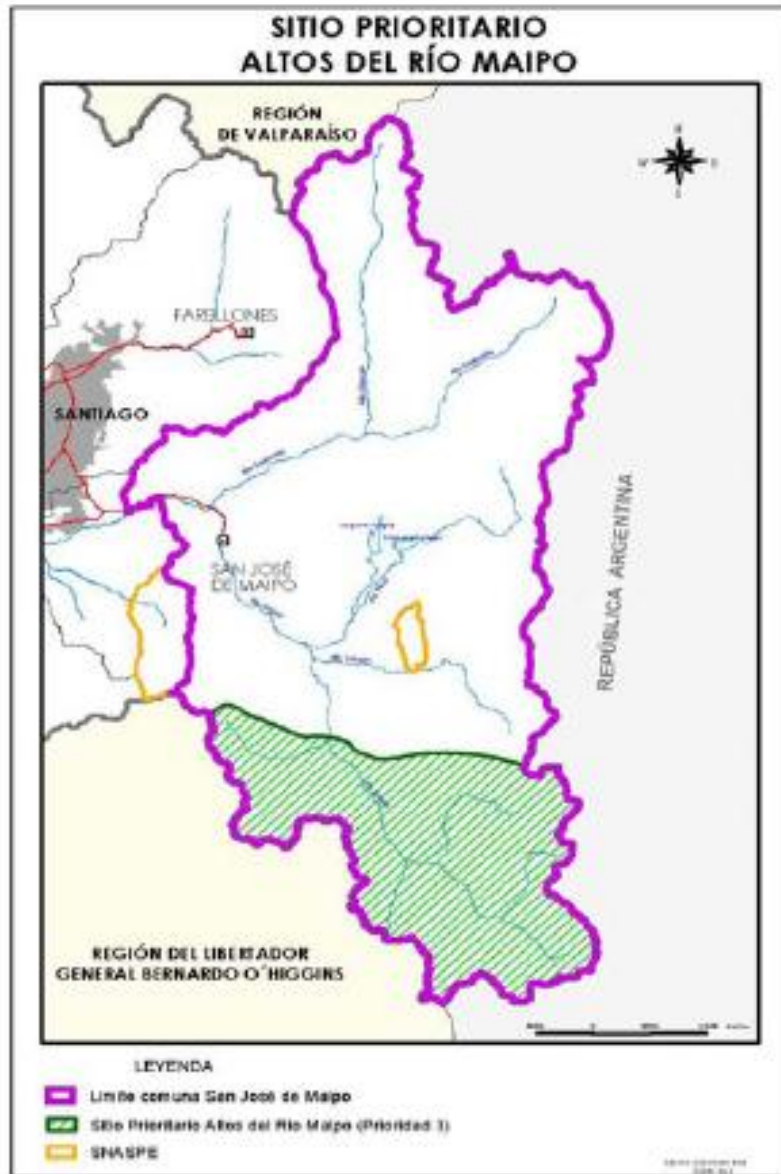 SITIO PRIORITARIO
ALTOS DEL RÍO MAIPO
REGIÓN
DE VALPARAÍSO
FARELLONES
SANTIAGO
SAN JOSÉ
DE MAIPO
REPÚBLICA ARGENTINA
REGIÓN DEL LIBERTADOR
GENERAL BERNARDO O´HIGGINS
LEYENDA
Límite comuna San José de Maipo
Sitio Prioritario Altos del Río Maipo (Prioridad 1)
SNASPE